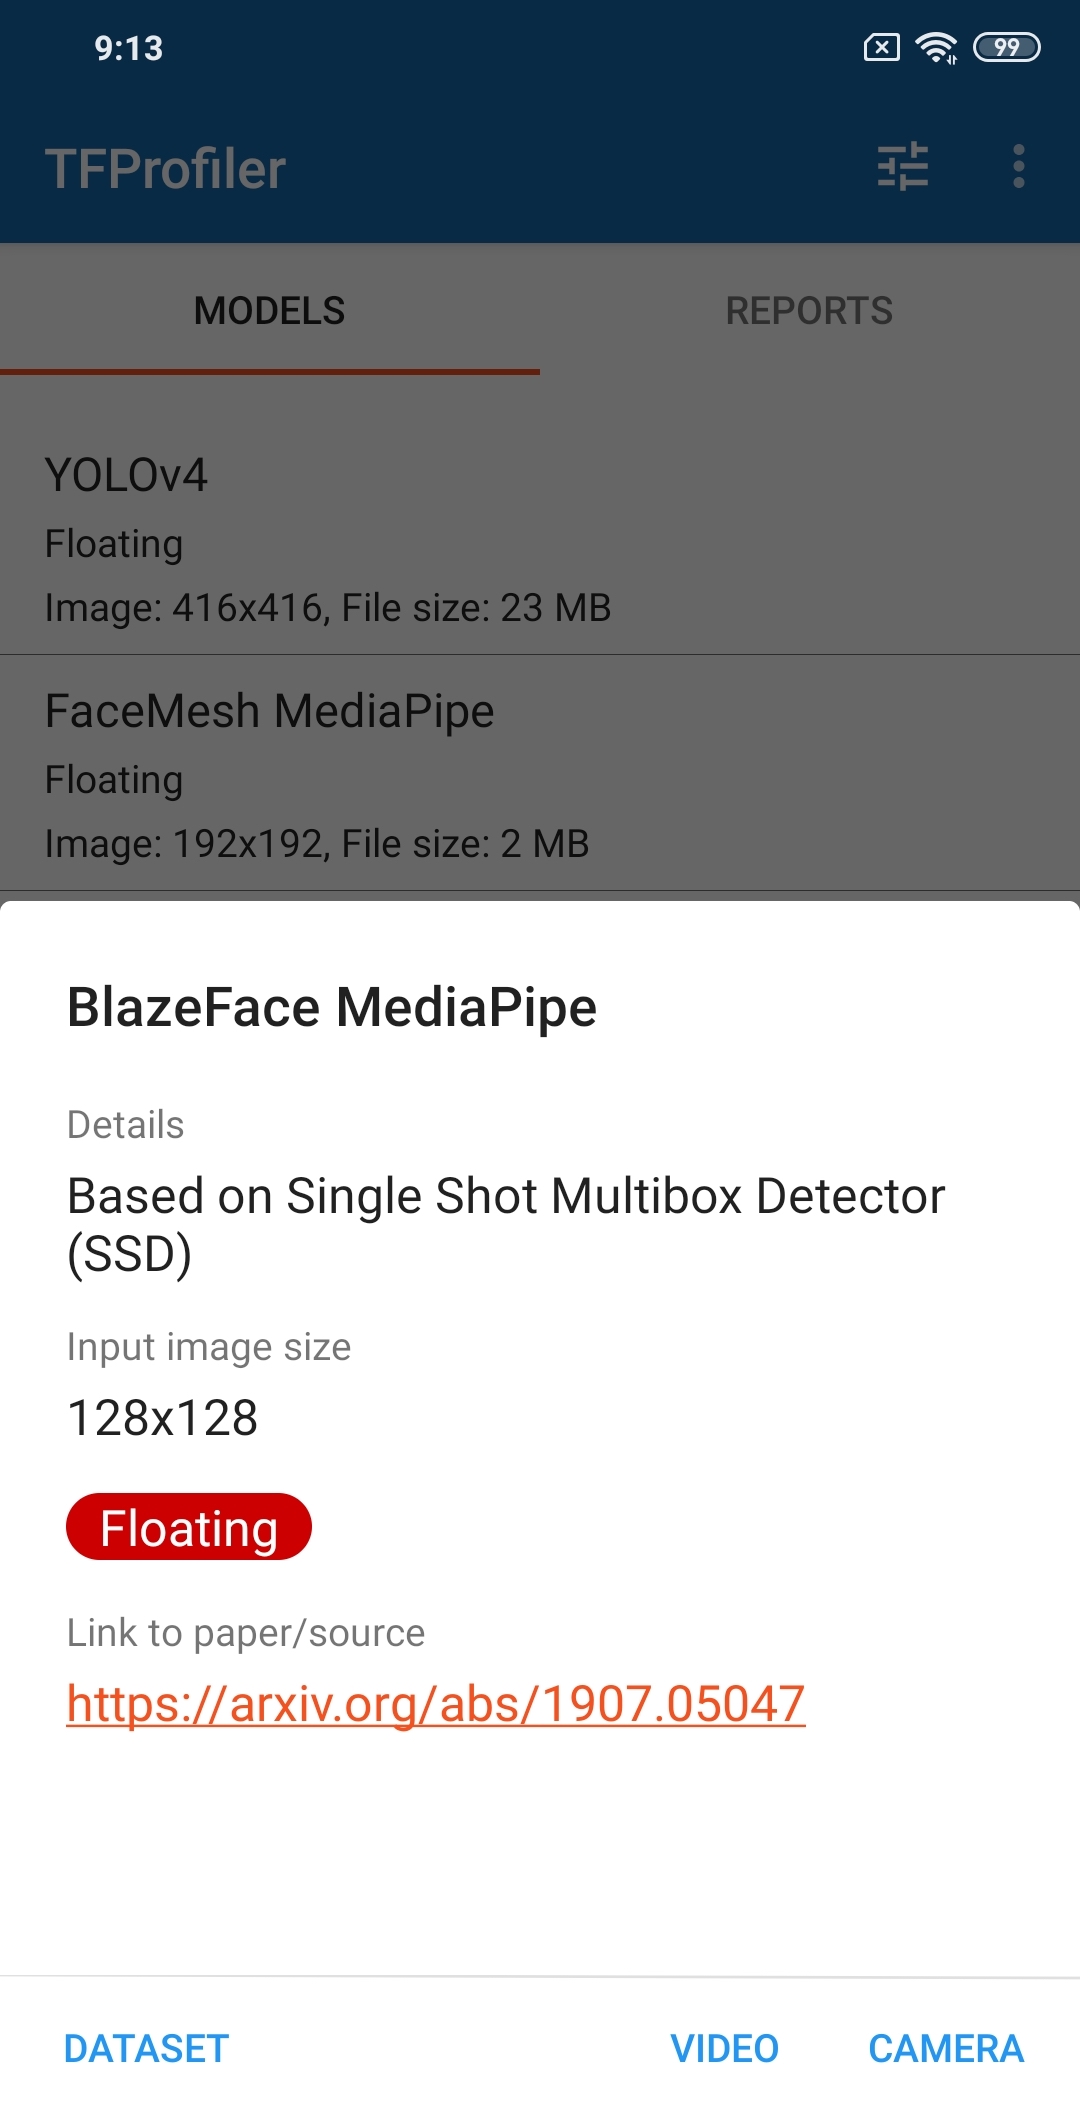 9:13
99
TFProfiler
MODELS
REPORTS
YOLOv4
Floating
Image: 416x416, File size: 23 MB
FaceMesh MediaPipe
Floating
Image: 192x192, File size: 2 MB
BlazeFace MediaPipe
Details
Based on Single Shot Multibox Detector
(SSD)
Input image size
128x128
Floating
Link to paper/source
https://arxiv.org/abs/1907.05047
DATASET
VIDEO
CAMERA